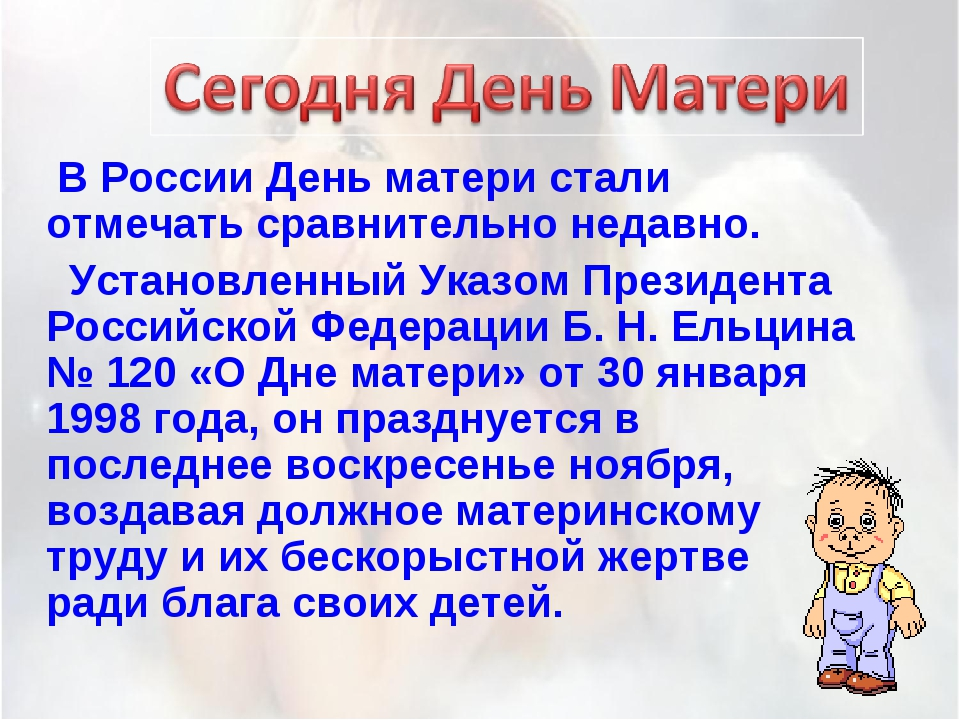 Сегодня День Матери
В России День матери стали
отмечать сравнительно недавно.
Установленный Указом Президента
Российской Федерации Б. Н. Ельцина
№ 120 «О Дне матери» от 30 января
1998 года, он празднуется в
последнее воскресенье ноября,
воздавая должное материнскому
труду и их бескорыстной жертве
ради блага своих детей.